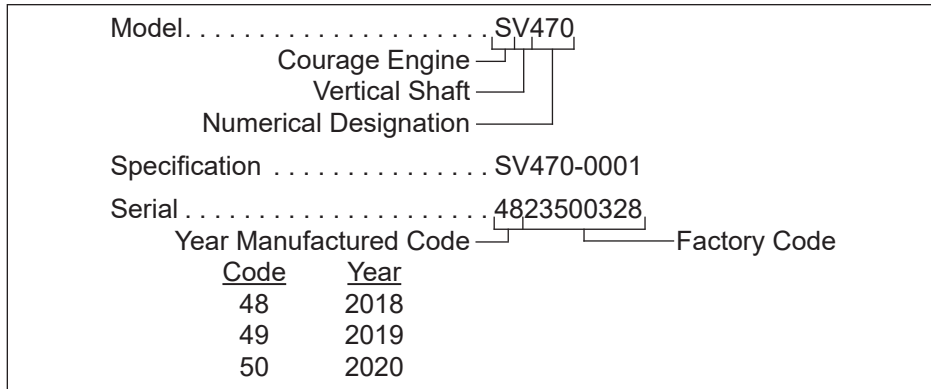 Model. . . . . . . . . . . . . . . . . . . . . SV470
Courage Engine
Vertical Shaft
Numerical Designation
Specification . . . . . . . . . . . . . . . SV470-0001
Serial . . . . . . . . . . . . . . . . . . . . . 4823500328
Year Manufactured Code Factory Code
Code Year
48 2018
49 2019
50 2020